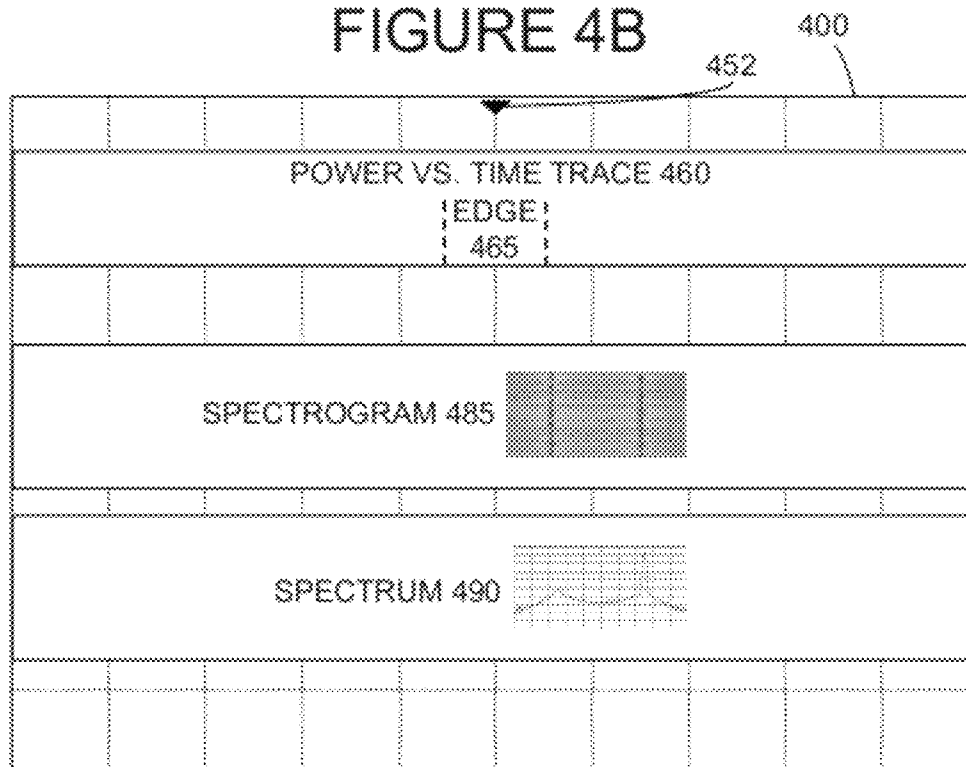 FIGURE 4B
400
452
POWER VS. TIME TRACE 460
EDGE
465
SPECTROGRAM 485
SPECTRUM 490